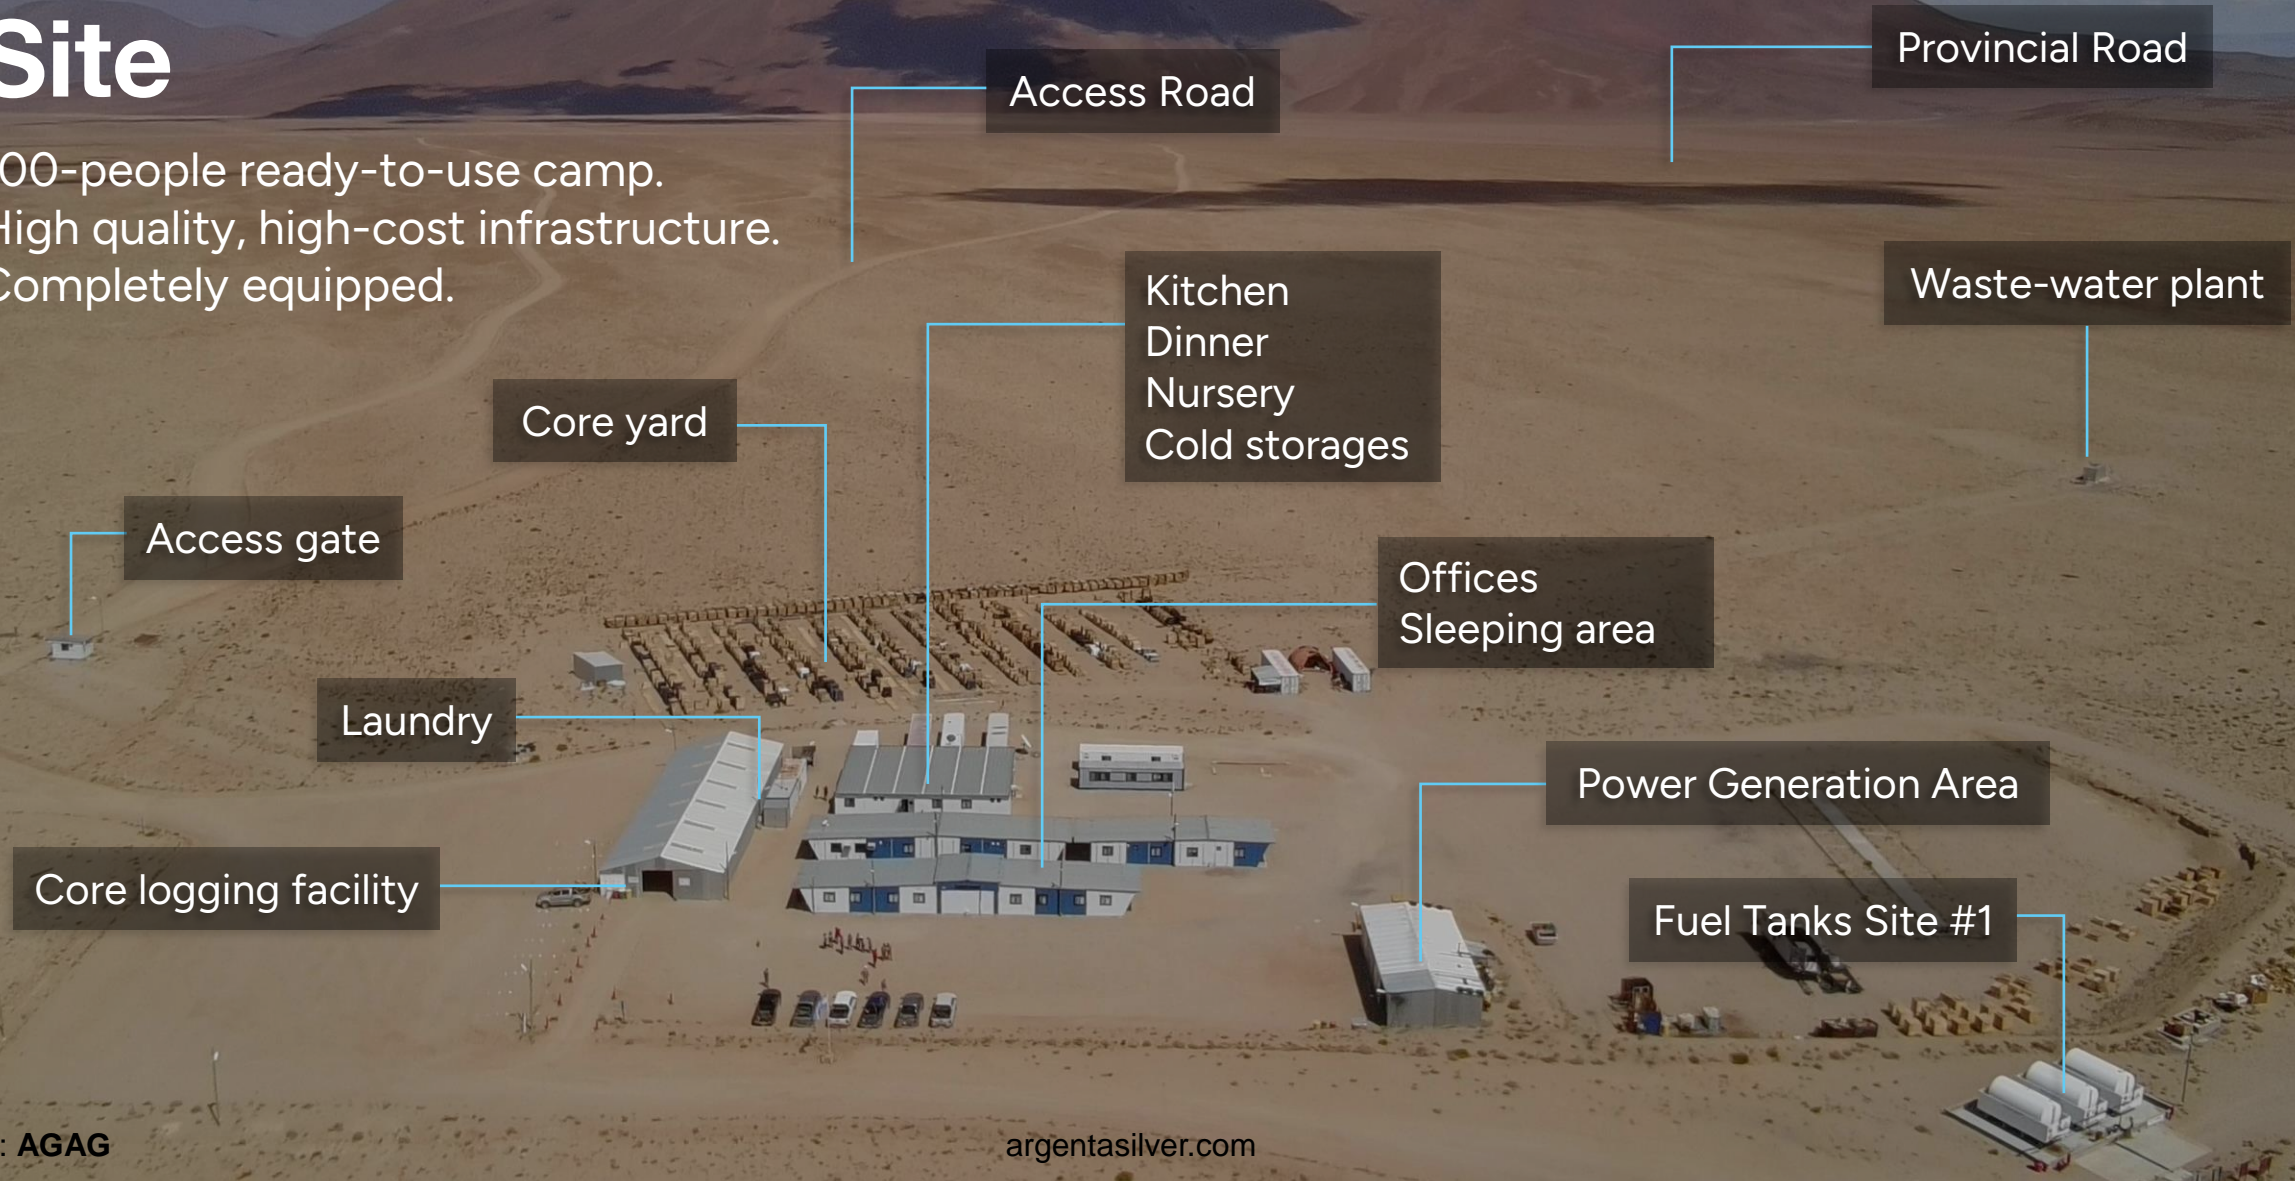 Site
00-people ready-to-use camp.
High quality, high-cost infrastructure.
Completely equipped.
Access Road
Provincial Road
Kitchen
Dinner
Nursery
Cold storages
Waste-water plant
Core yard
Access gate
Offices
Sleeping area
Laundry
Power Generation Area
Core logging facility
Fuel Tanks Site #1
: AGAG
argentasilver.com